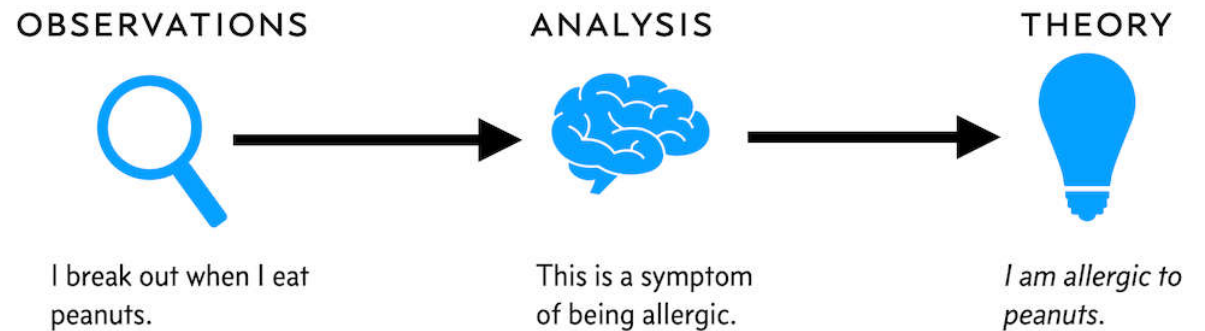 OBSERVATIONS
ANALYSIS
THEORY
I break out when I eat
peanuts.
This is a symptom
of being allergic.
I am allergic to
peanuts.